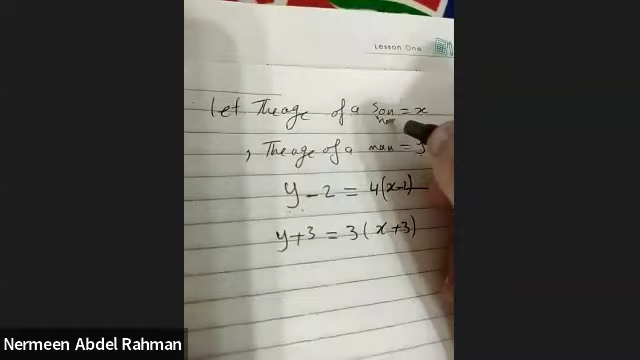 Lesson One
Let The age of a son = x
now
, The age of a man = y
y - 2 = 4(x-2)
y + 3 = 3(x+3)
Nermeen Abdel Rahman